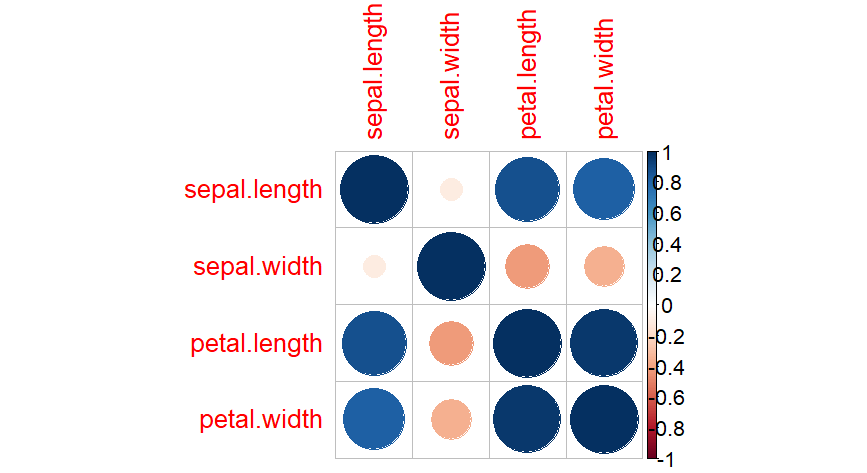 sepal.length
sepal.width
petal.length
petal.width
sepal.length
sepal.width
petal.length
petal.width
1
0.8
0.6
0.4
0.2
0
-0.2
-0.4
-0.6
-0.8
-1